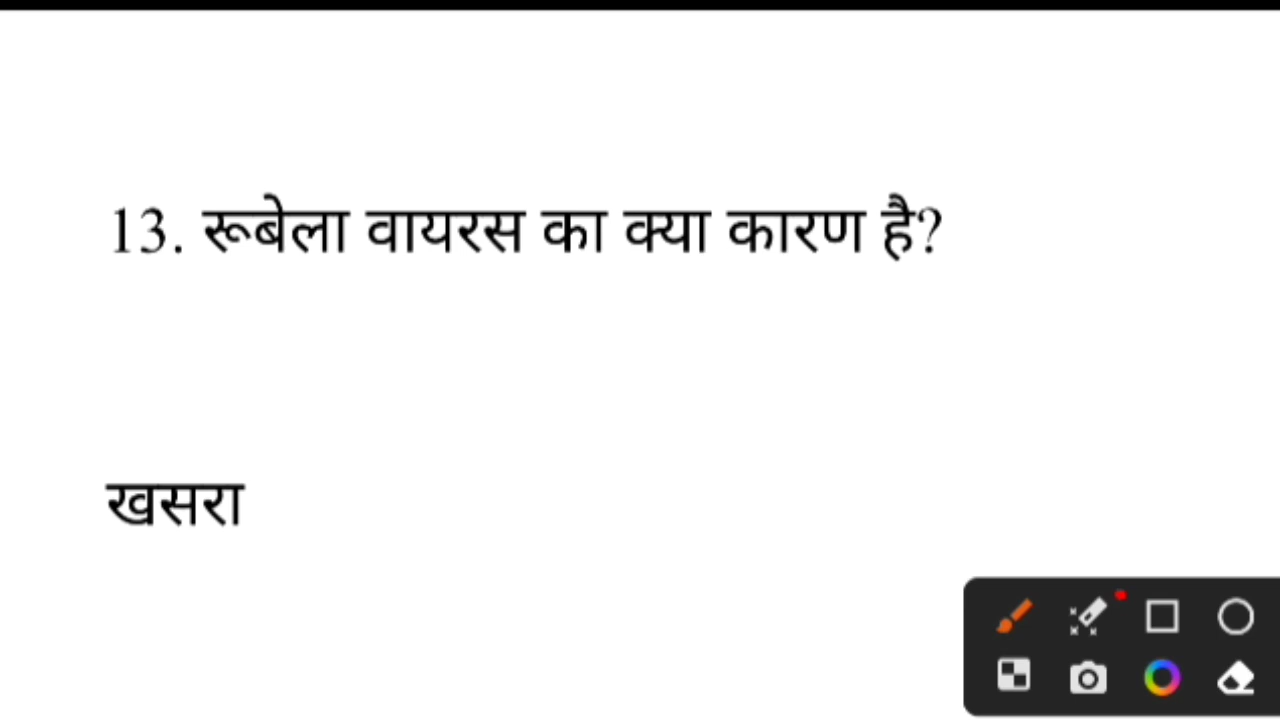 13. रूबेला वायरस का क्या कारण है?
खसरा